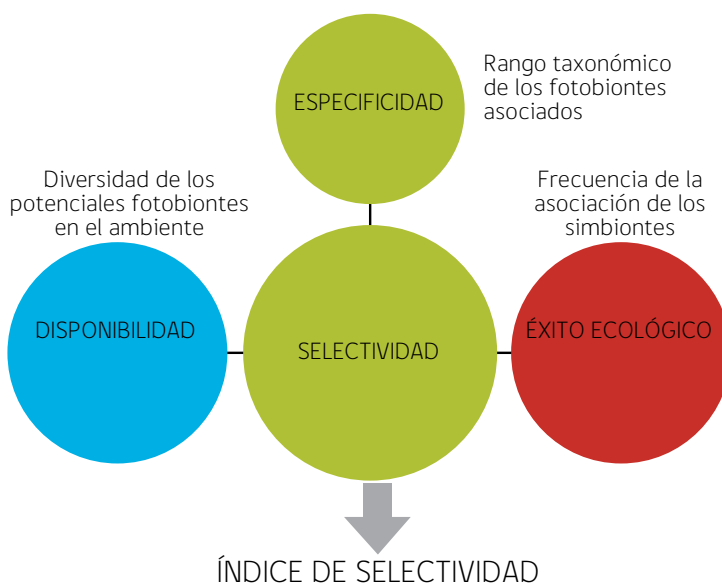 ESPECIFICIDAD
Rango taxonómico
de los fotobiontes
asociados
Diversidad de los
potenciales fotobiontes
en el ambiente
Frecuencia de la
asociación de los
simbiontes
DISPONIBILIDAD
SELECTIVIDAD
ÉXITO ECOLÓGICO
ÍNDICE DE SELECTIVIDAD